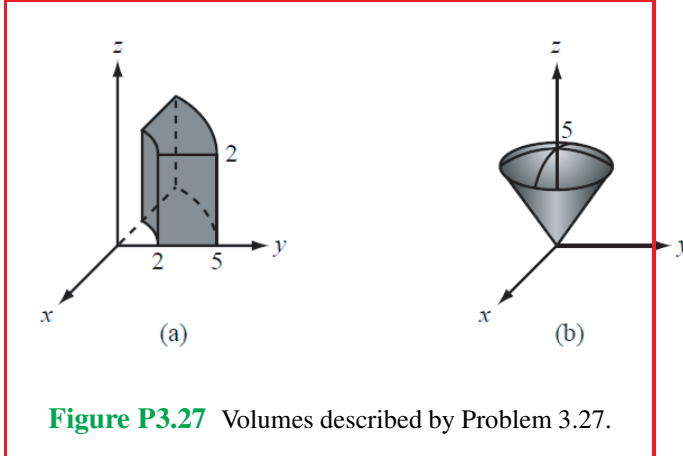 z
z
5
2
2
5
y
y
x
x
(a)
(b)
Figure P3.27 Volumes described by Problem 3.27.